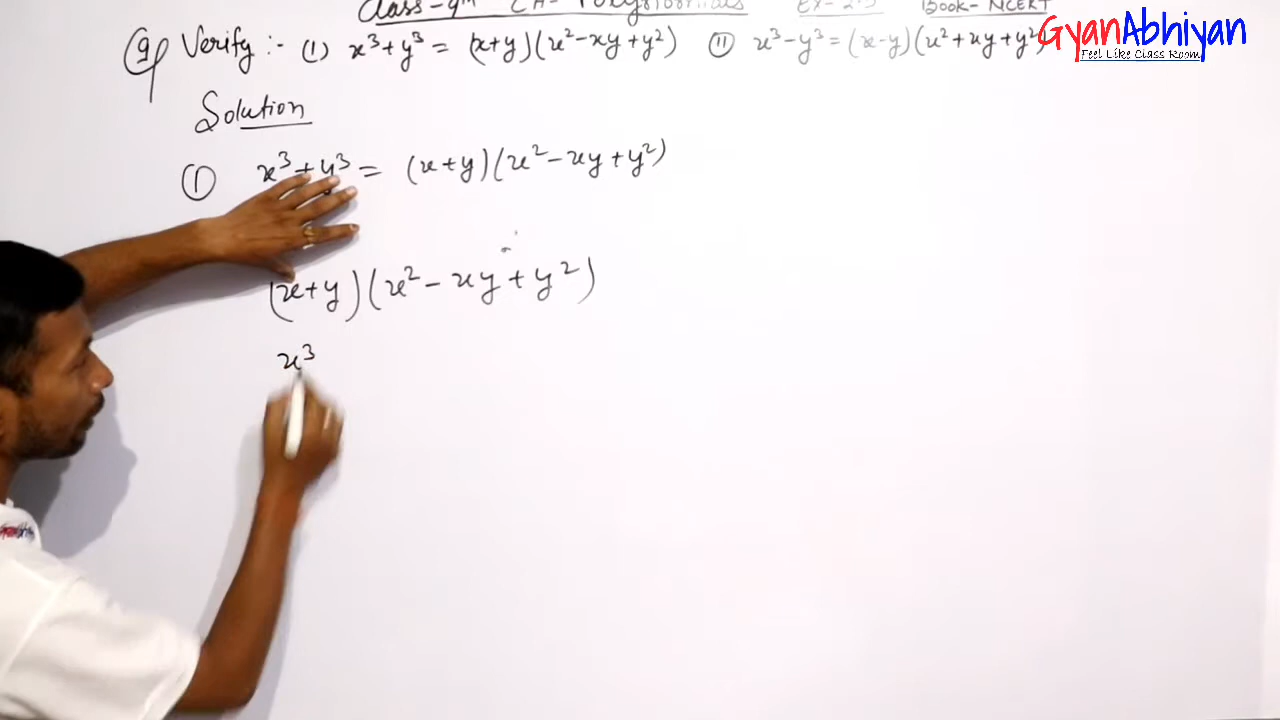 Class-9th CH- Polynomials Ex- 2.5 Book- NCERT
Q9 Verify :- (I) x³+y³ = (x+y)(x²-xy+y²) (II) x³-y³ = (x-y)(x²+xy+y²)
GyanAbhiyan
Feel Like Class Room
Solution
(I) x³+y³ = (x+y)(x²-xy+y²)
(x+y)(x²-xy+y²)
x³